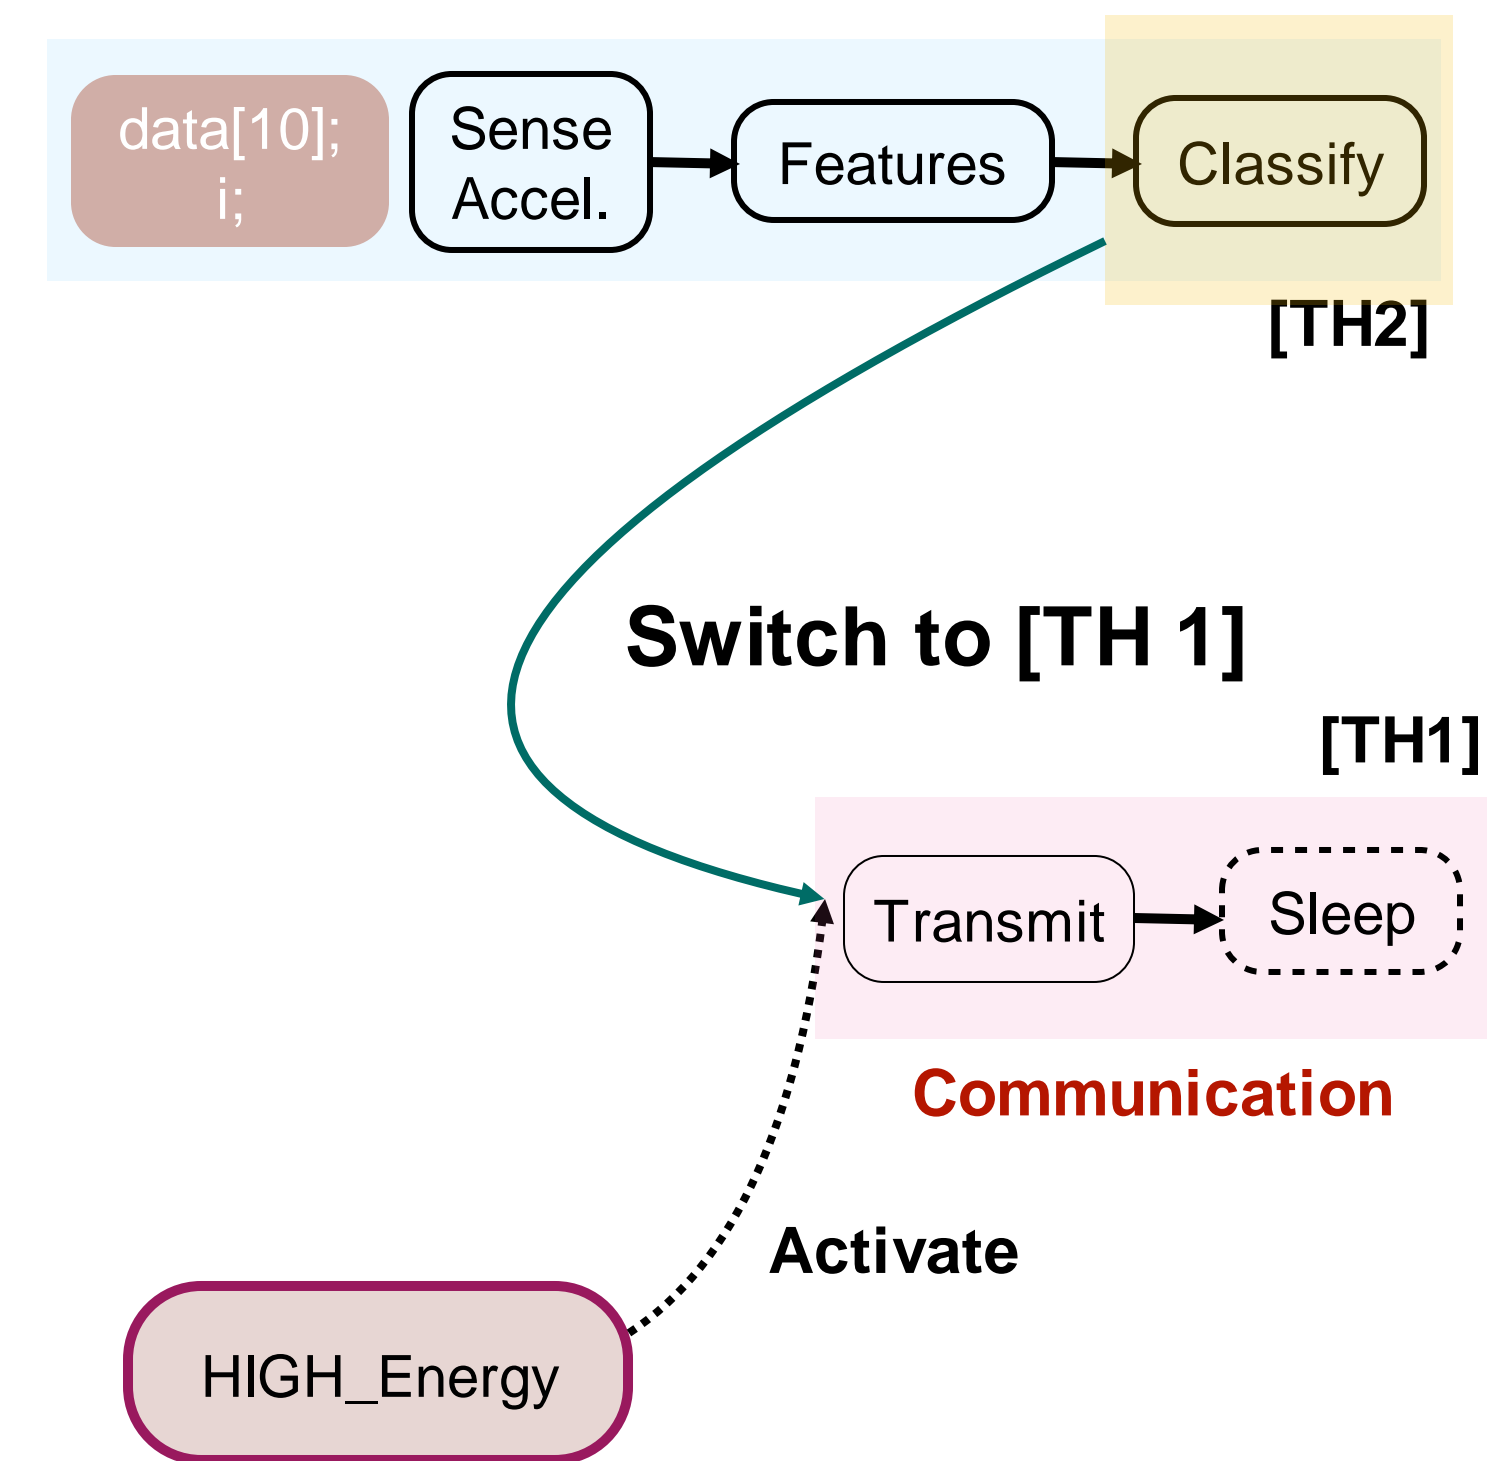 data[10];
i;
Sense
Accel.
Features
Classify
[TH2]
Switch to [TH 1]
[TH1]
Transmit
Sleep
Communication
Activate
HIGH_Energy